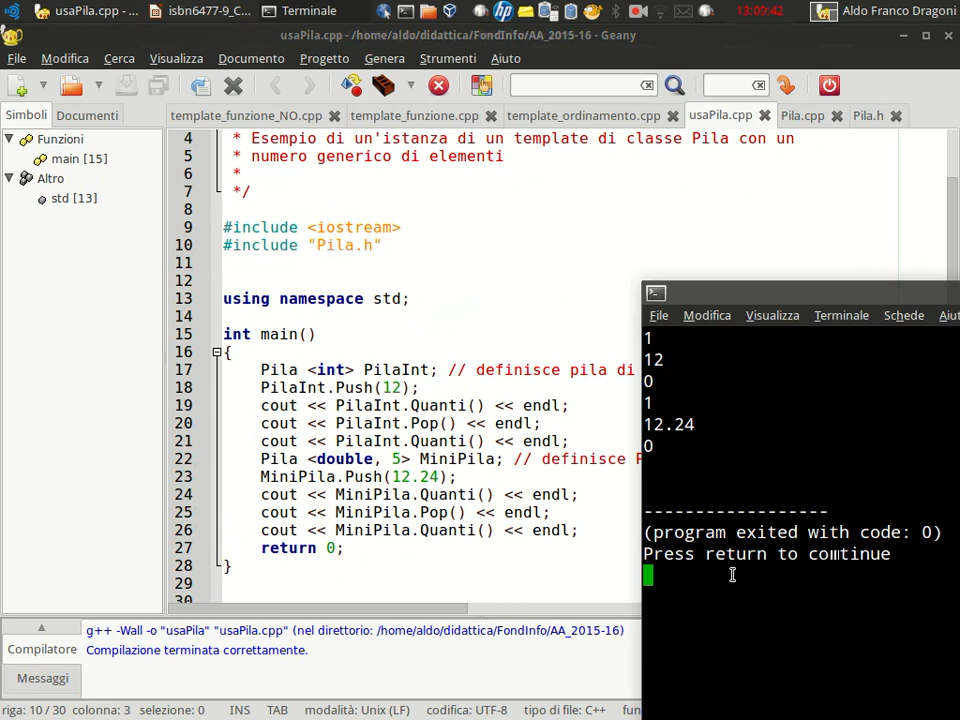 usaPila.cpp - ...
isbn6477-9_C...
Terminale
13:09:42
Aldo Franco Dragoni
usaPila.cpp - /home/aldo/didattica/FondInfo/AA_2015-16 - Geany
File Modifica Cerca Visualizza Documento Progetto Genera Strumenti Aiuto
Simboli Documenti
template_funzione_NO.cpp template_funzione.cpp template_ordinamento.cpp usaPila.cpp Pila.cpp Pila.h
Funzioni
main [15]
Altro
std [13]
4 * Esempio di un'istanza di un template di classe Pila con un
5 * numero generico di elementi
6 *
7 */
8
9 #include <iostream>
10 #include "Pila.h"
11
12
13 using namespace std;
14
15 int main()
16 {
17 Pila <int> PilaInt; // definisce pila di
18 PilaInt.Push(12);
19 cout << PilaInt.Quanti() << endl;
20 cout << PilaInt.Pop() << endl;
21 cout << PilaInt.Quanti() << endl;
22 Pila <double, 5> MiniPila; // definisce
23 MiniPila.Push(12.24);
24 cout << MiniPila.Quanti() << endl;
25 cout << MiniPila.Pop() << endl;
26 cout << MiniPila.Quanti() << endl;
27 return 0;
28 }
29
30
File Modifica Visualizza Terminale Schede
1
12
0
1
12.24
0
------------------
(program exited with code: 0)
Press return to continue
Compilatore
Messaggi
g++ -Wall -o "usaPila" "usaPila.cpp" (nel direttorio: /home/aldo/didattica/FondInfo/AA_2015-16)
Compilazione terminata correttamente.
riga: 10 / 30 colonna: 3 selezione: 0 INS TAB modalità: Unix (LF) codifica: UTF-8 tipo di file: C++